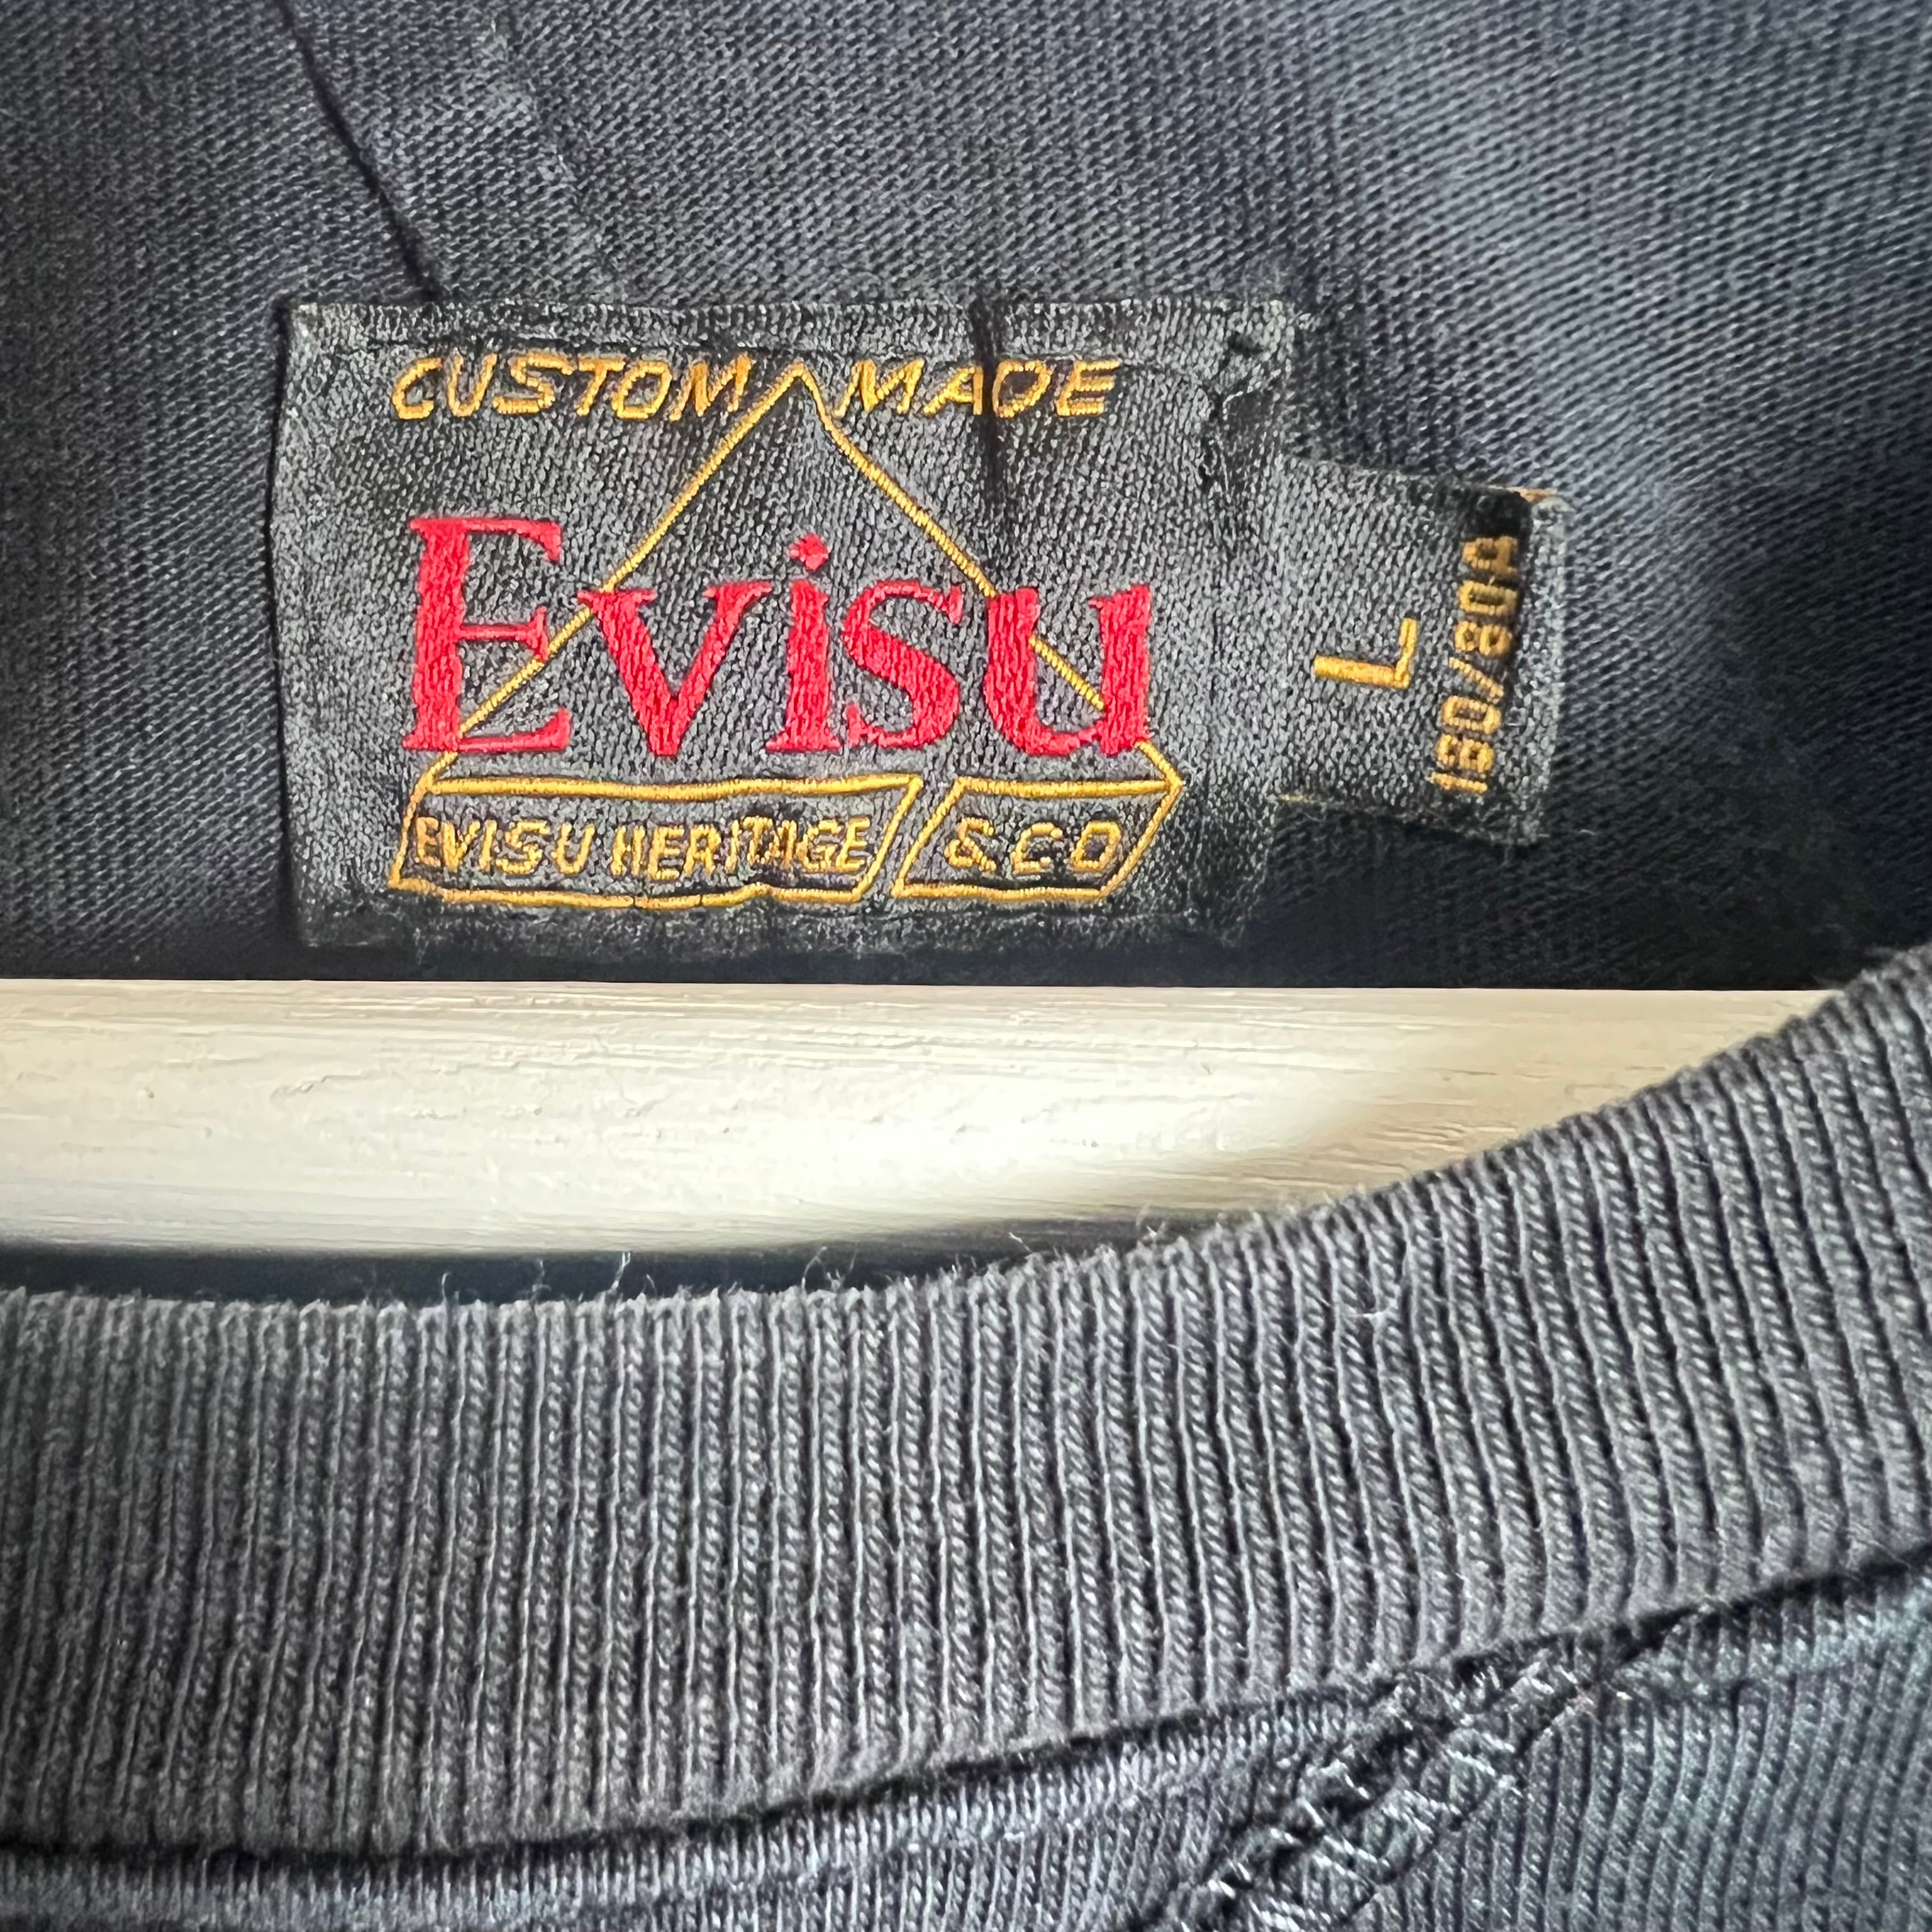 CUSTOM MADE
Evisu
EVISU HERITAGE & CO
L
180/80A